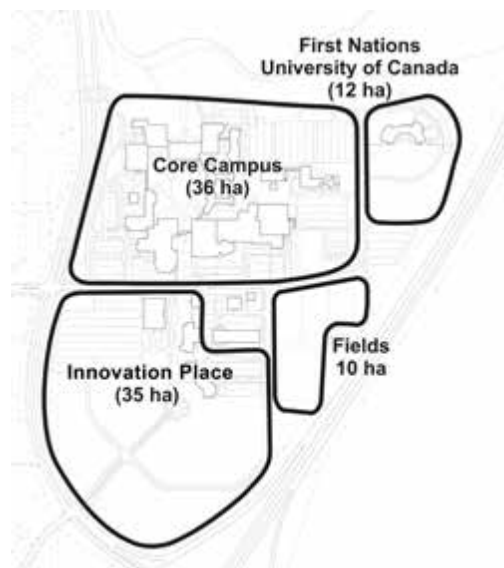 First Nations
University of Canada
(12 ha)
Core Campus
(36 ha)
Fields
10 ha
Innovation Place
(35 ha)